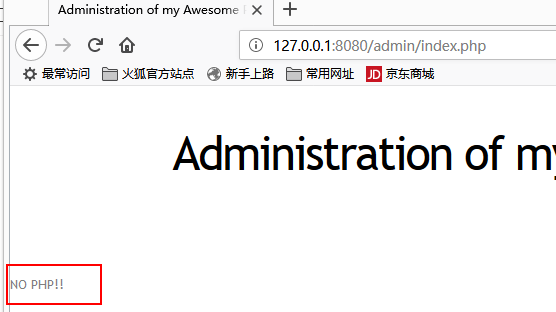 Administration of my Awesome
127.0.0.1:8080/admin/index.php
最常访问 火狐官方站点 新手上路 常用网址 JD 京东商城
Administration of my
NO PHP!!